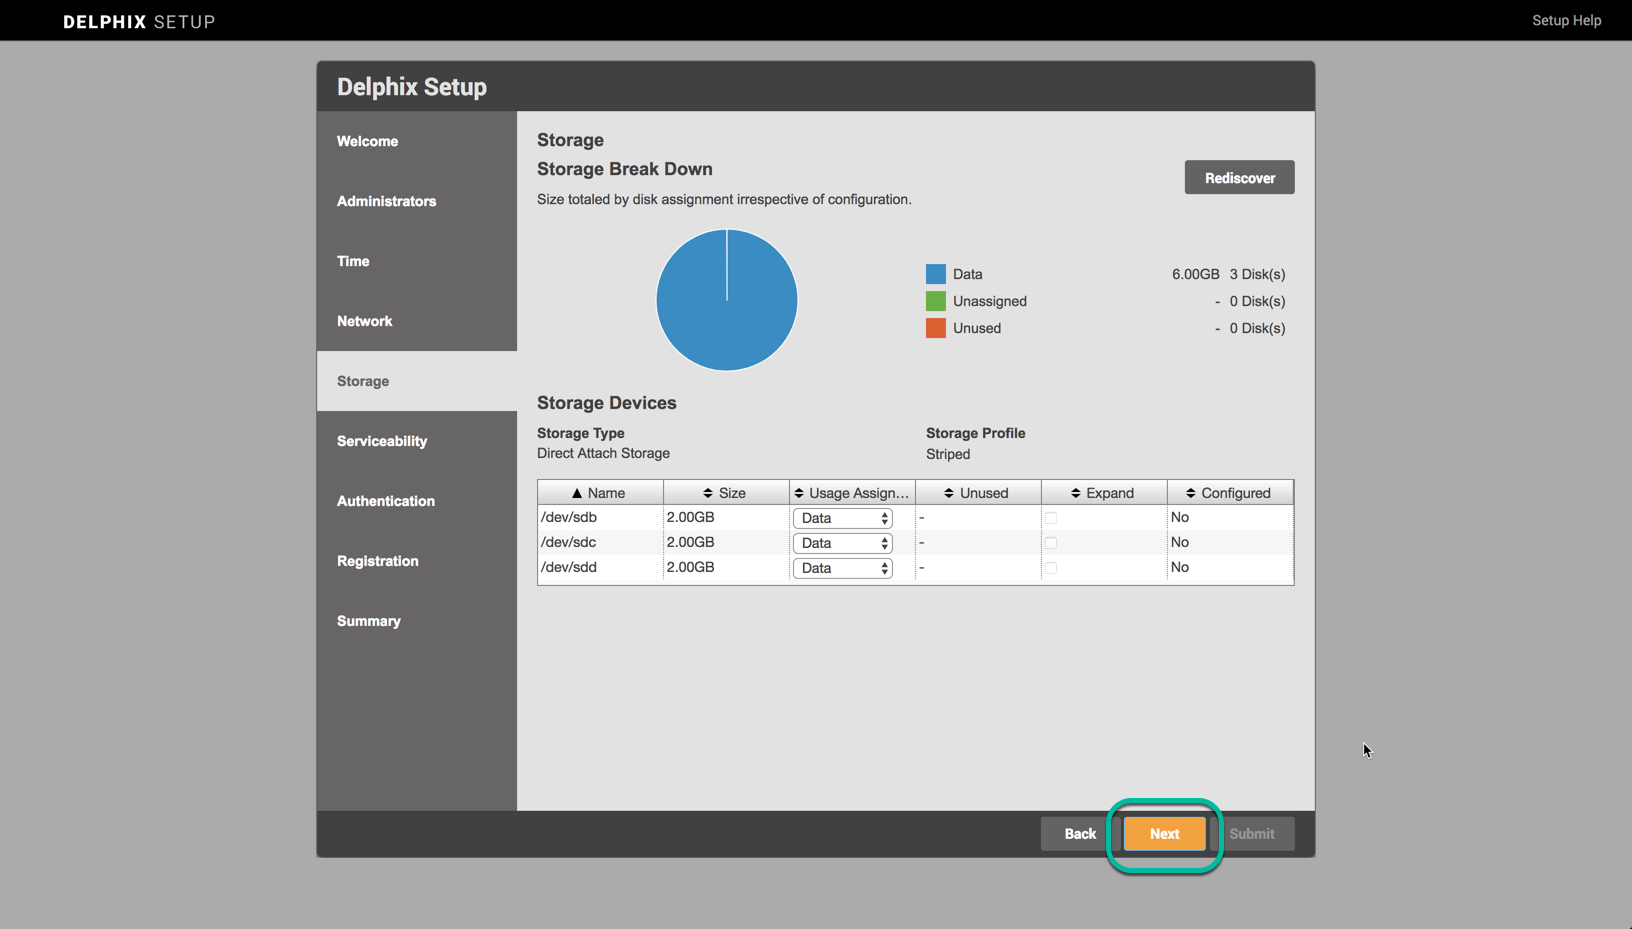 DELPHIX SETUP
Setup Help
Delphix Setup
Welcome
Administrators
Time
Network
Storage
Serviceability
Authentication
Registration
Summary
Storage
Storage Break Down
Rediscover
Size totaled by disk assignment irrespective of configuration.
Data 6.00GB 3 Disk(s)
Unassigned - 0 Disk(s)
Unused - 0 Disk(s)
Storage Devices
Storage Type Storage Profile
Direct Attach Storage Striped
Name Size Usage Assign... Unused Expand Configured
/dev/sdb 2.00GB Data - No
/dev/sdc 2.00GB Data - No
/dev/sdd 2.00GB Data - No
Back Next Submit